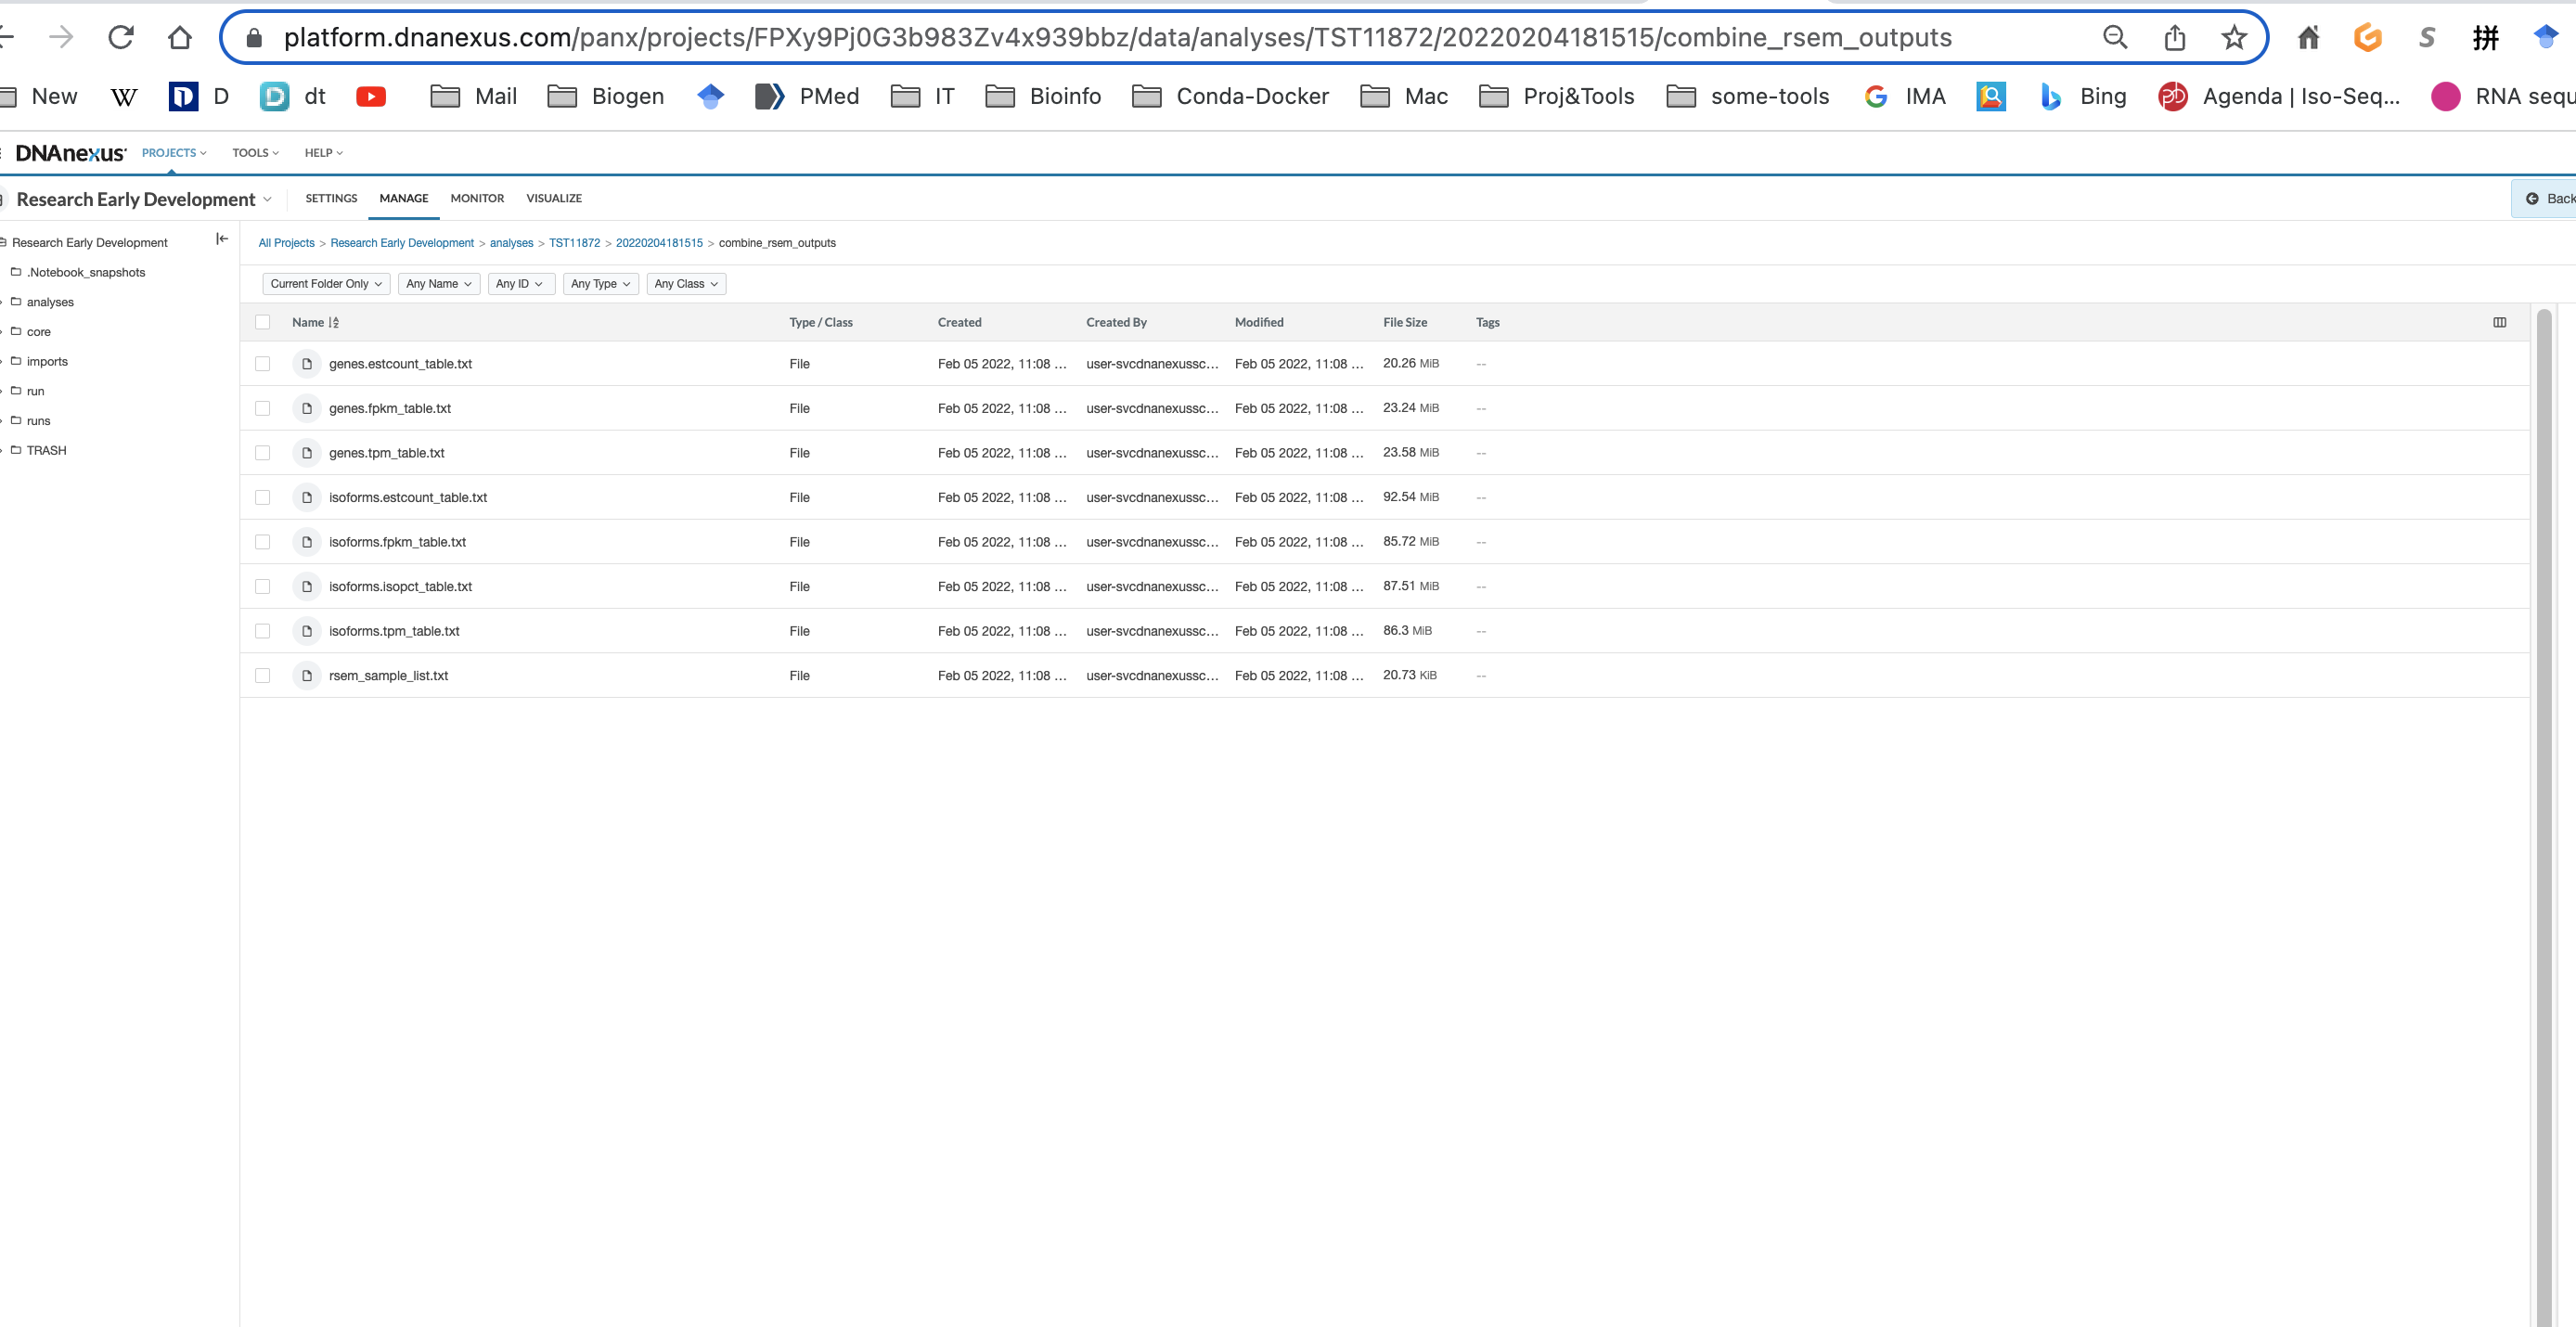 platform.dnanexus.com/panx/projects/FPXy9Pj0G3b983Zv4x939bbz/data/analyses/TST11872/20220204181515/combine_rsem_outputs
New W D dt Mail Biogen PMed IT Bioinfo Conda-Docker Mac Proj&Tools some-tools IMA Bing Agenda | Iso-Seq... RNA sequ
DNAnexus PROJECTS TOOLS HELP
Research Early Development SETTINGS MANAGE MONITOR VISUALIZE Back
Research Early Development
.Notebook_snapshots
analyses
core
imports
run
runs
TRASH
All Projects > Research Early Development > analyses > TST11872 > 20220204181515 > combine_rsem_outputs
Current Folder Only Any Name Any ID Any Type Any Class
Name Type / Class Created Created By Modified File Size Tags
genes.estcount_table.txt File Feb 05 2022, 11:08 ... user-svcdnanexussc... Feb 05 2022, 11:08 ... 20.26 MiB --
genes.fpkm_table.txt File Feb 05 2022, 11:08 ... user-svcdnanexussc... Feb 05 2022, 11:08 ... 23.24 MiB --
genes.tpm_table.txt File Feb 05 2022, 11:08 ... user-svcdnanexussc... Feb 05 2022, 11:08 ... 23.58 MiB --
isoforms.estcount_table.txt File Feb 05 2022, 11:08 ... user-svcdnanexussc... Feb 05 2022, 11:08 ... 92.54 MiB --
isoforms.fpkm_table.txt File Feb 05 2022, 11:08 ... user-svcdnanexussc... Feb 05 2022, 11:08 ... 85.72 MiB --
isoforms.isopct_table.txt File Feb 05 2022, 11:08 ... user-svcdnanexussc... Feb 05 2022, 11:08 ... 87.51 MiB --
isoforms.tpm_table.txt File Feb 05 2022, 11:08 ... user-svcdnanexussc... Feb 05 2022, 11:08 ... 86.3 MiB --
rsem_sample_list.txt File Feb 05 2022, 11:08 ... user-svcdnanexussc... Feb 05 2022, 11:08 ... 20.73 KiB --